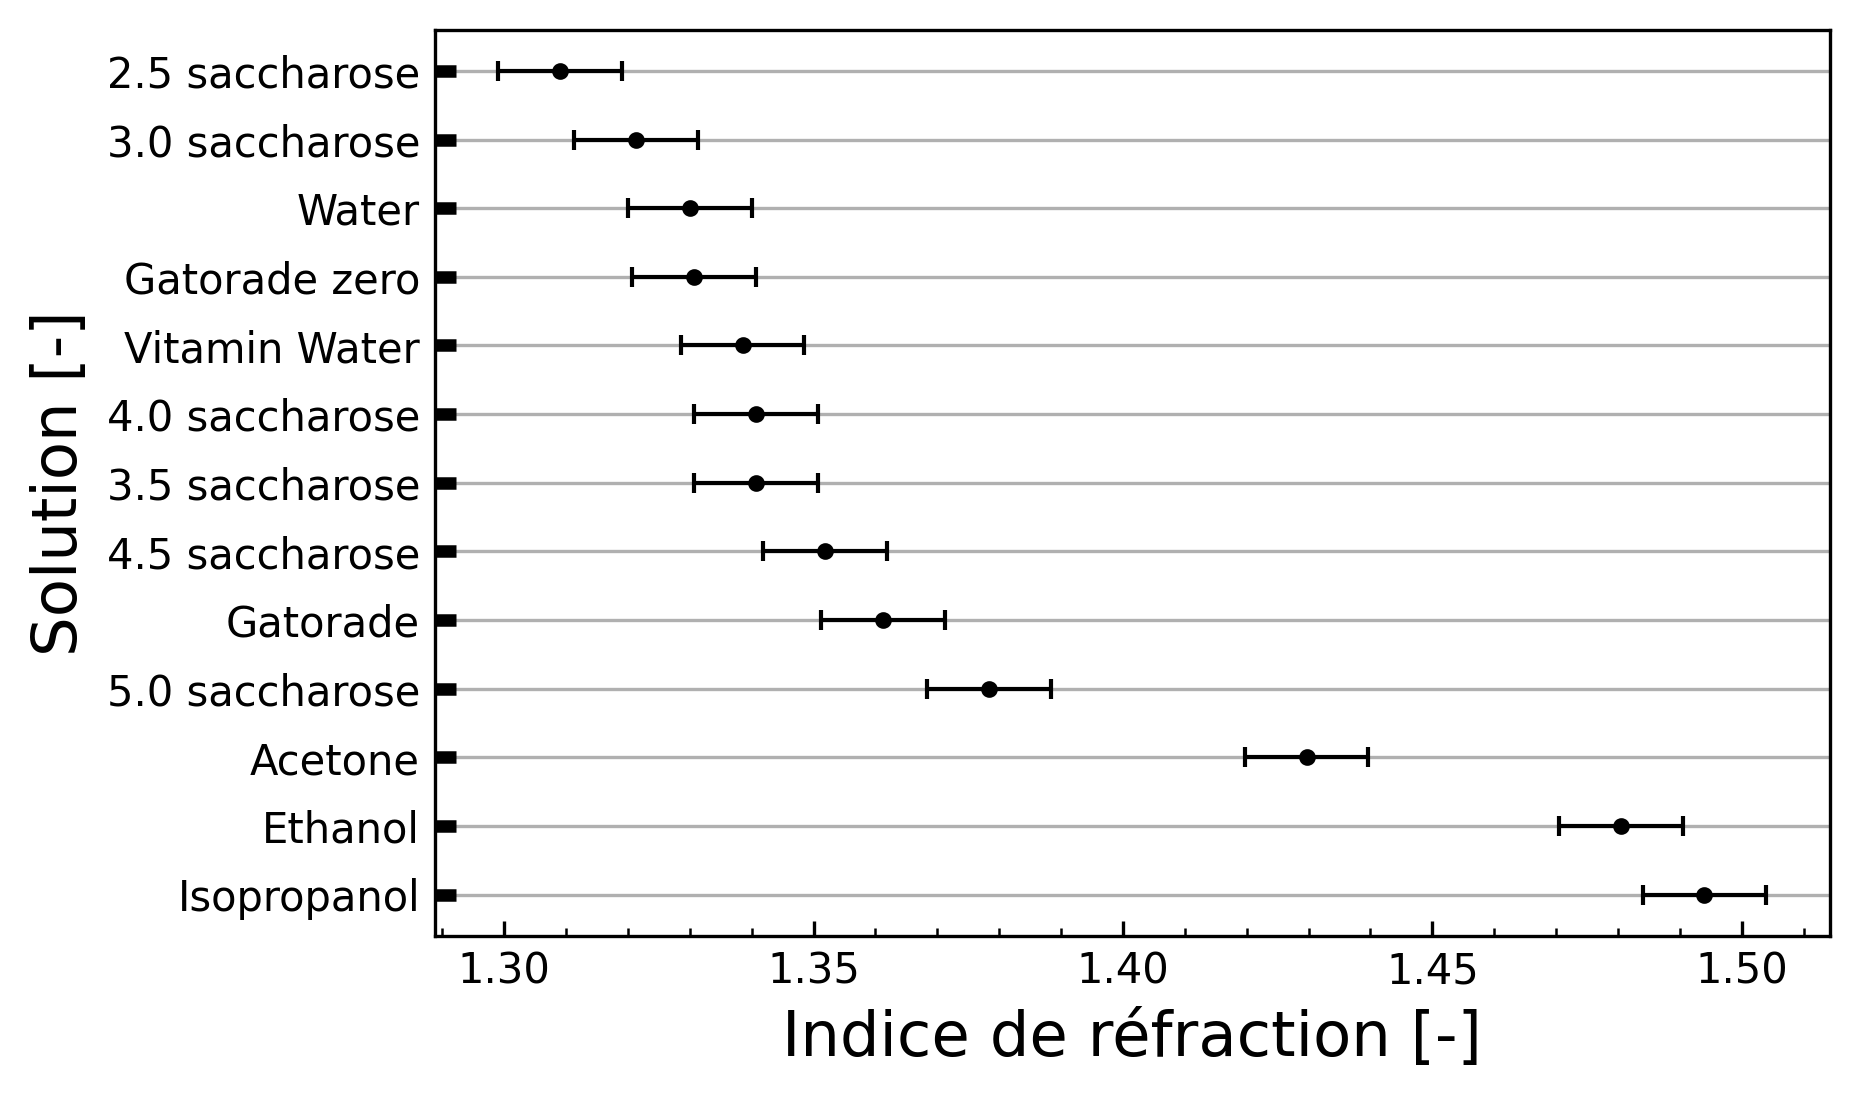 Solution [-]
2.5 saccharose
3.0 saccharose
Water
Gatorade zero
Vitamin Water
4.0 saccharose
3.5 saccharose
4.5 saccharose
Gatorade
5.0 saccharose
Acetone
Ethanol
Isopropanol
1.30 1.35 1.40 1.45 1.50
Indice de réfraction [-]